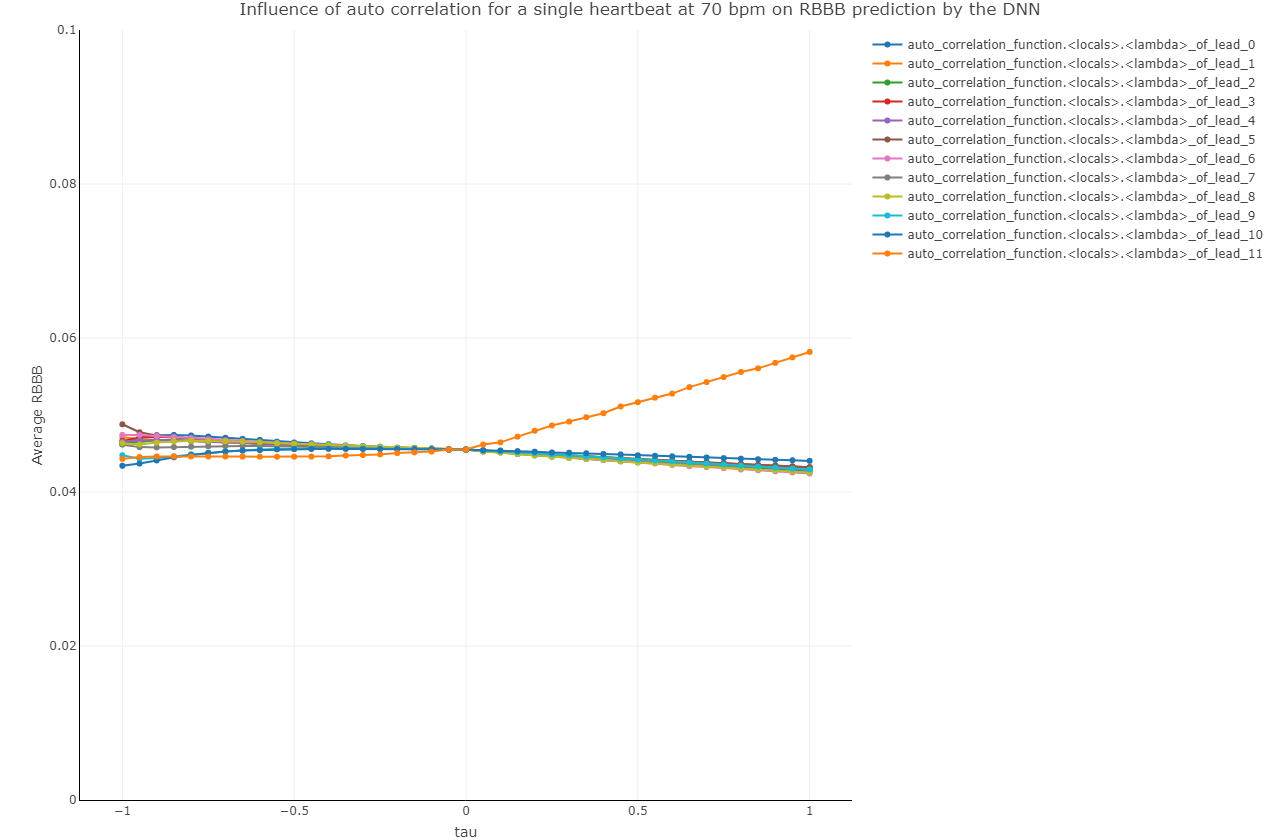 Influence of auto correlation for a single heartbeat at 70 bpm on RBBB prediction by the DNN
0.1
0.08
0.06
0.04
0.02
0
Average RBBB
−1
−0.5
0
0.5
1
tau
auto_correlation_function.<locals>.<lambda>_of_lead_0
auto_correlation_function.<locals>.<lambda>_of_lead_1
auto_correlation_function.<locals>.<lambda>_of_lead_2
auto_correlation_function.<locals>.<lambda>_of_lead_3
auto_correlation_function.<locals>.<lambda>_of_lead_4
auto_correlation_function.<locals>.<lambda>_of_lead_5
auto_correlation_function.<locals>.<lambda>_of_lead_6
auto_correlation_function.<locals>.<lambda>_of_lead_7
auto_correlation_function.<locals>.<lambda>_of_lead_8
auto_correlation_function.<locals>.<lambda>_of_lead_9
auto_correlation_function.<locals>.<lambda>_of_lead_10
auto_correlation_function.<locals>.<lambda>_of_lead_11